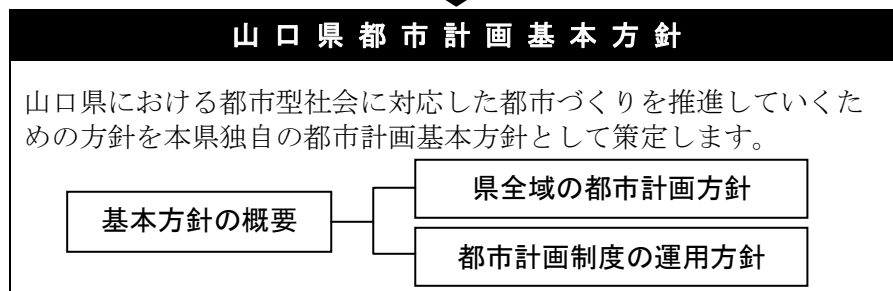 山口県都市計画基本方針
山口県における都市型社会に対応した都市づくりを推進していくた
めの方針を本県独自の都市計画基本方針として策定します。
県全域の都市計画方針
基本方針の概要
都市計画制度の運用方針